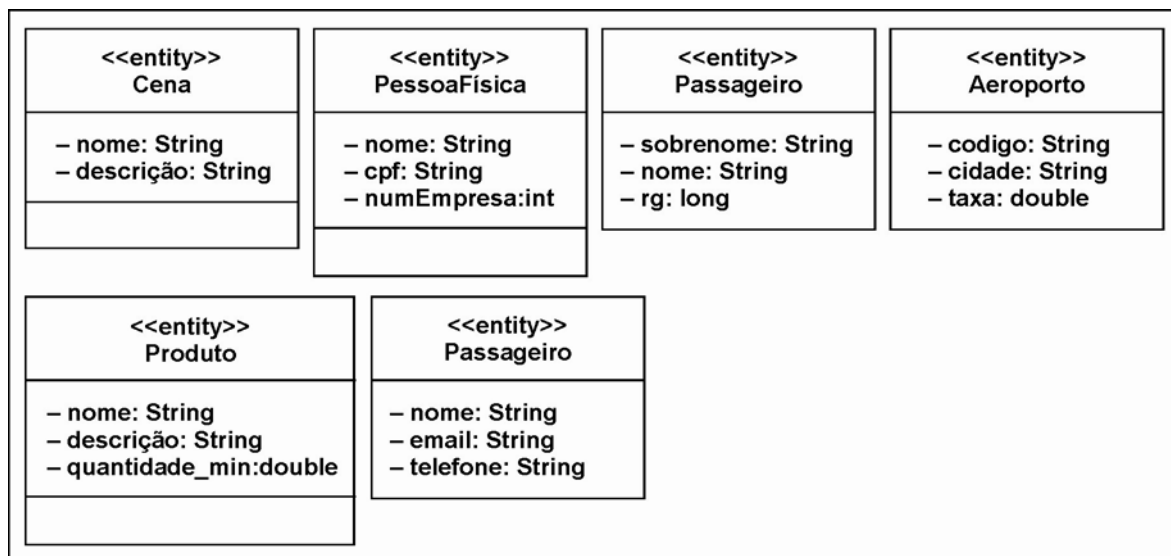 <<entity>>
Cena
– nome: String
– descrição: String
<<entity>>
PessoaFísica
– nome: String
– cpf: String
– numEmpresa:int
<<entity>>
Passageiro
– sobrenome: String
– nome: String
– rg: long
<<entity>>
Aeroporto
– codigo: String
– cidade: String
– taxa: double
<<entity>>
Produto
– nome: String
– descrição: String
– quantidade_min:double
<<entity>>
Passageiro
– nome: String
– email: String
– telefone: String